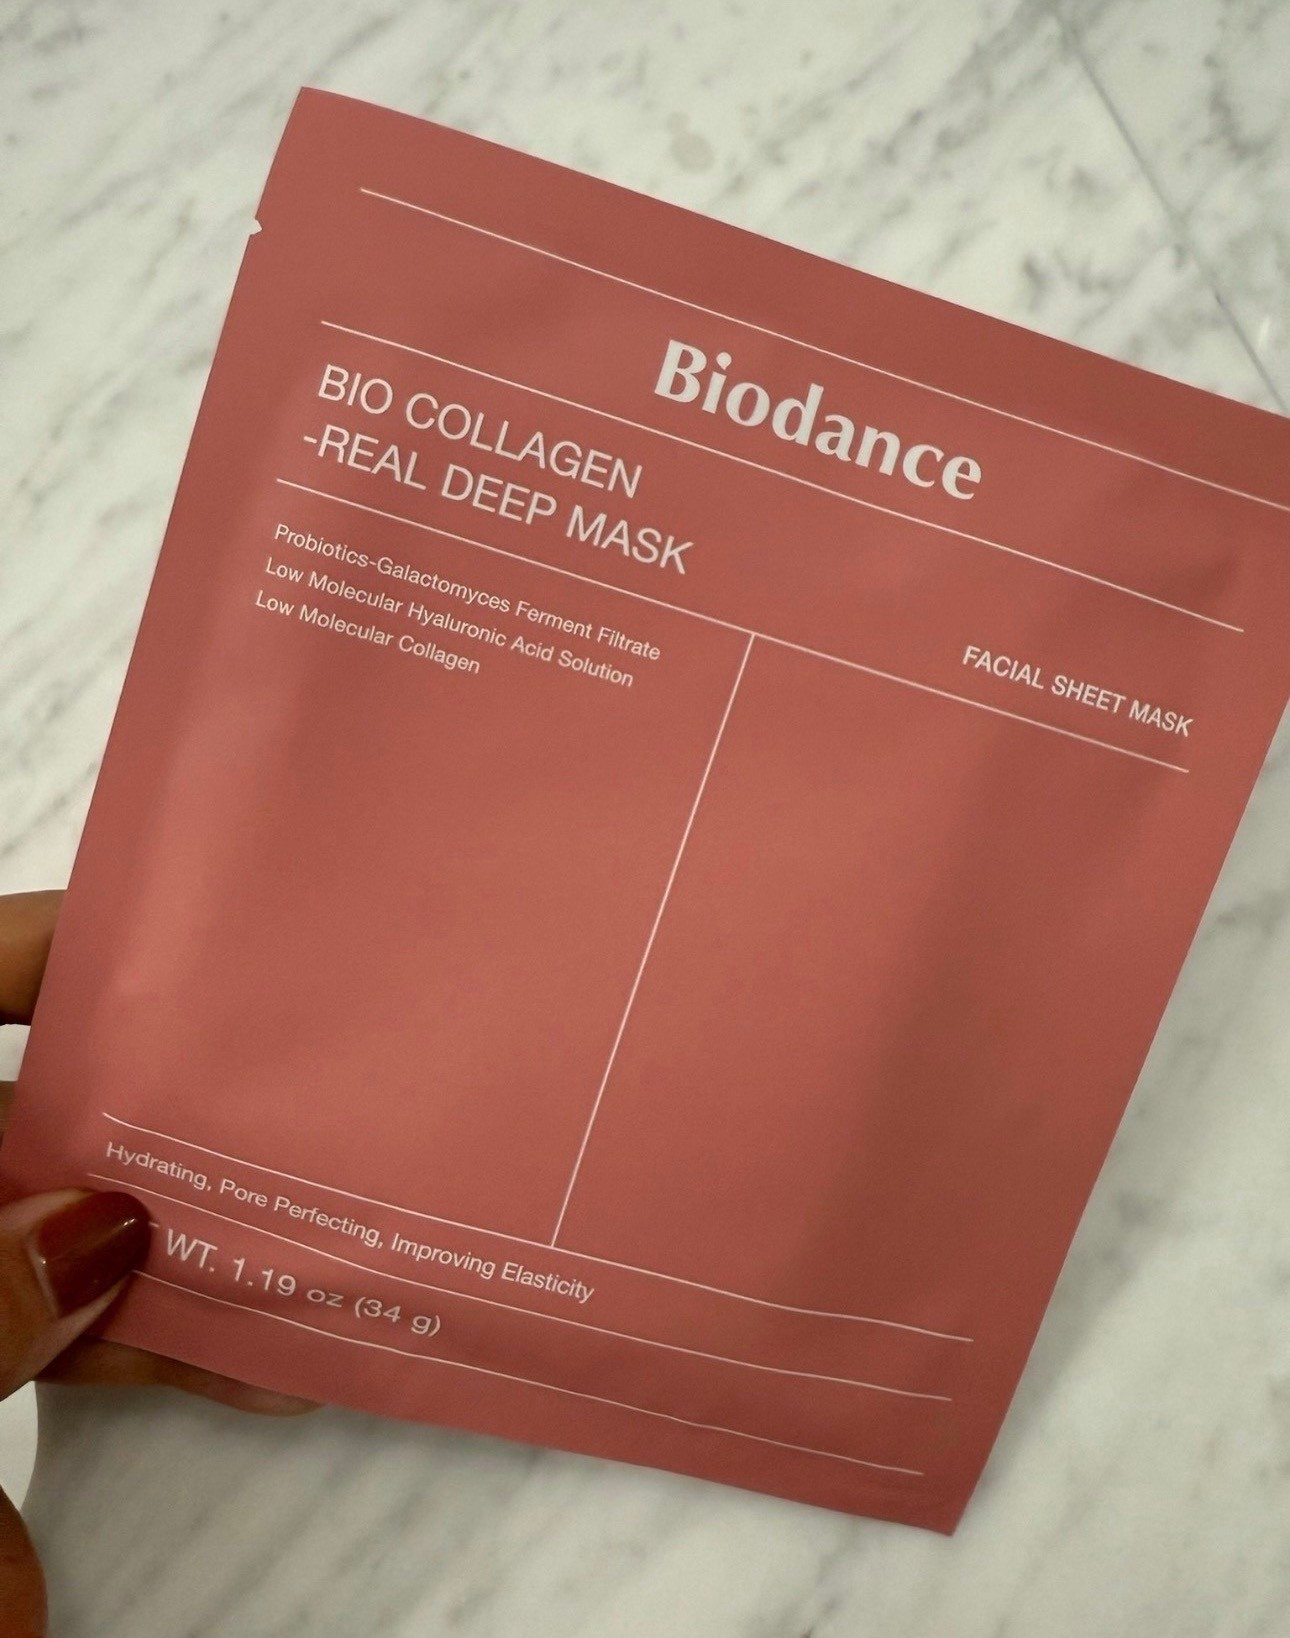 Biodance
BIO COLLAGEN
-REAL DEEP MASK
FACIAL SHEET MASK
Probiotics-Galactomyces Ferment Filtrate
Low Molecular Hyaluronic Acid Solution
Low Molecular Collagen
Hydrating, Pore Perfecting, Improving Elasticity
WT. 1.19 oz (34 g)